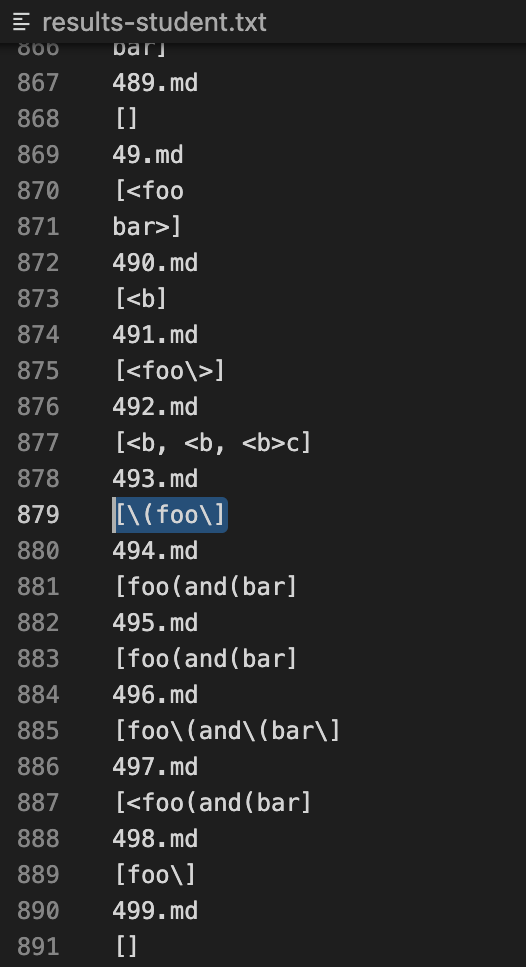 results-student.txt
866 bar]
867 489.md
868 []
869 49.md
870 [<foo
871 bar>]
872 490.md
873 [<b]
874 491.md
875 [<foo\>]
876 492.md
877 [<b, <b, <b>c]
878 493.md
879 [\(foo\]
880 494.md
881 [foo(and(bar]
882 495.md
883 [foo(and(bar]
884 496.md
885 [foo\(and\(bar\]
886 497.md
887 [<foo(and(bar]
888 498.md
889 [foo\]
890 499.md
891 []